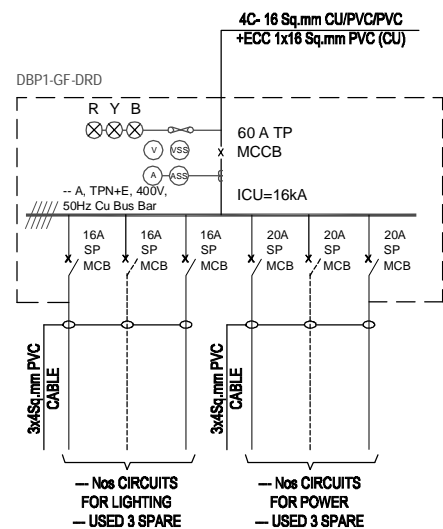 4C- 16 Sq.mm CU/PVC/PVC
+ECC 1x16 Sq.mm PVC (CU)
DBP1-GF-DRD
R Y B
60 A TP
MCCB
V VSS
A ASS
ICU=16kA
-- A, TPN+E, 400V,
50Hz Cu Bus Bar
16A
SP
MCB
16A
SP
MCB
16A
SP
MCB
20A
SP
MCB
20A
SP
MCB
20A
SP
MCB
3x4Sq.mm PVC
CABLE
3x4Sq.mm PVC
CABLE
--- Nos CIRCUITS
FOR LIGHTING
--- USED 3 SPARE
--- Nos CIRCUITS
FOR POWER
--- USED 3 SPARE